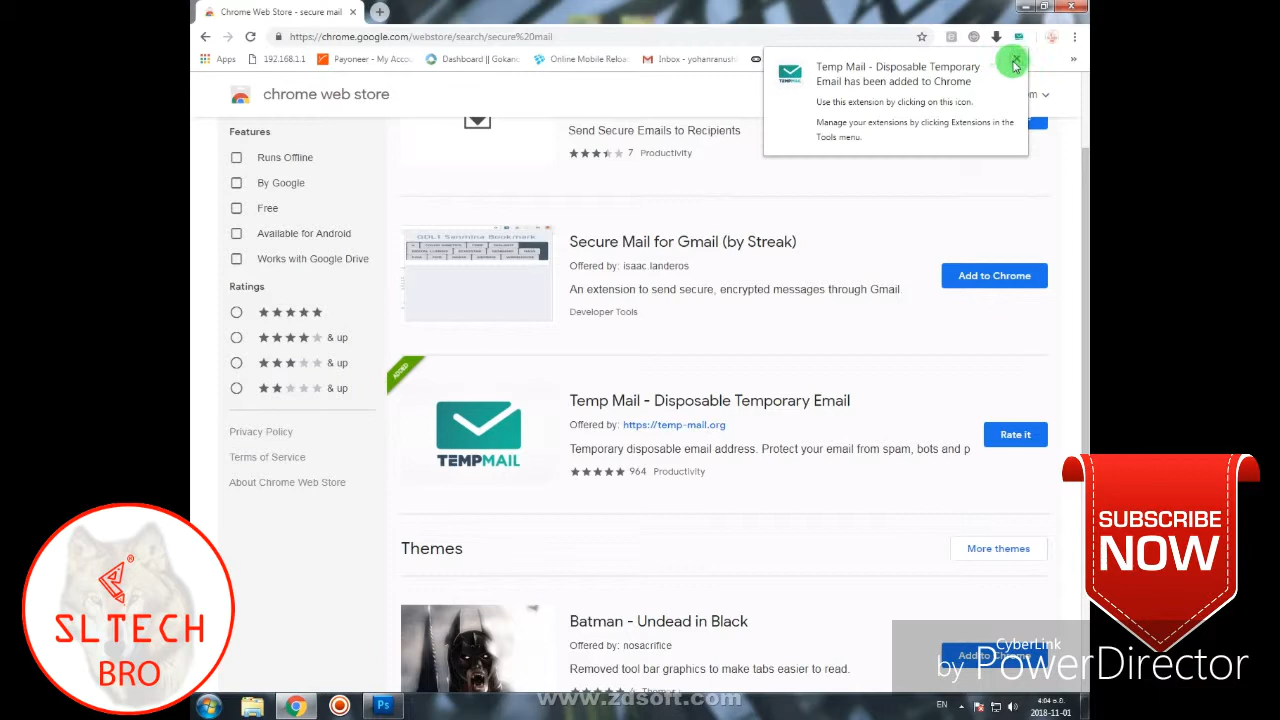 Chrome Web Store - secure mail
https://chrome.google.com/webstore/search/secure%20mail
Apps
192.168.1.1
Payoneer - My Acco
Dashboard || Gokano
Online Mobile Reloa
Inbox - yohanranush
»
Temp Mail - Disposable Temporary
Email has been added to Chrome
Use this extension by clicking on this icon.
Manage your extensions by clicking Extensions in the
Tools menu.
chrome web store
Features
Runs Offline
By Google
Free
Available for Android
Works with Google Drive
Ratings
& up
& up
& up
Privacy Policy
Terms of Service
About Chrome Web Store
Send Secure Emails to Recipients
7 Productivity
Secure Mail for Gmail (by Streak)
Offered by: isaac landeros
An extension to send secure, encrypted messages through Gmail
Developer Tools
Add to Chrome
ADDED
TEMPMAIL
Temp Mail - Disposable Temporary Email
Offered by: https://temp-mail.org
Temporary disposable email address. Protect your email from spam, bots and p
964 Productivity
Rate it
Themes
More themes
Batman - Undead in Black
Offered by: nosacrifice
Removed tool bar graphics to make tabs easier to read.
Add to Chrome
SLTECH
BRO
SUBSCRIBE
NOW
CyberLink
by PowerDirector
www.2dsoft.com
Ps
EN
2018-11-01